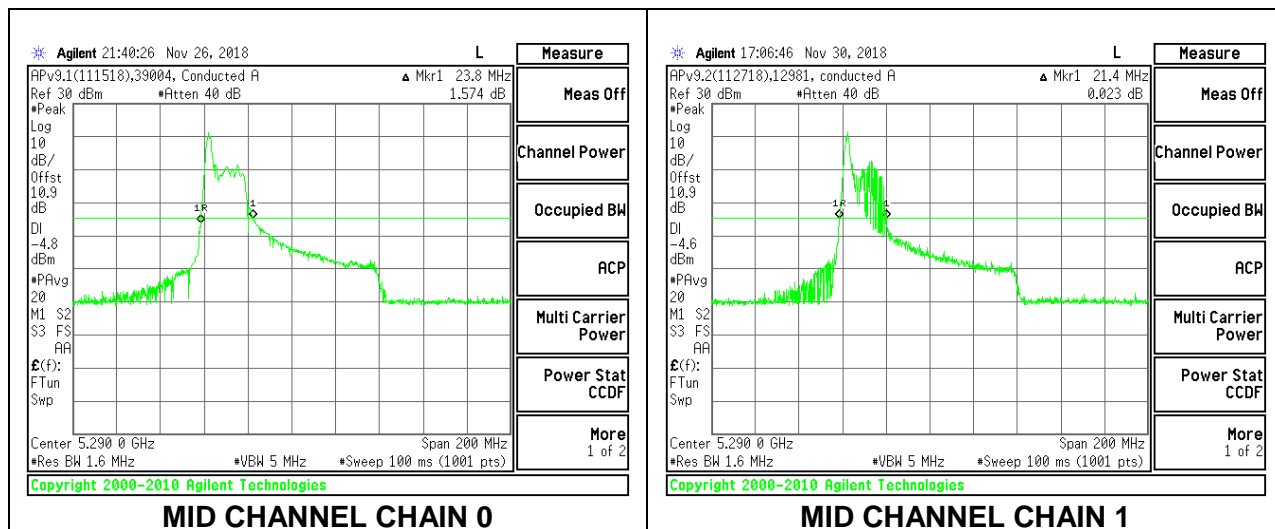 Agilent 21:40:26 Nov 26, 2018 L
APv9.1(111518),39004, Conducted A
Δ Mkr1 23.8 MHz
Ref 30 dBm #Atten 40 dB 1.574 dB
#Peak
Log
10
dB/
Offst
10.9
dB
DI
-4.8
dBm
#PAvg
20
M1 S2
S3 FS
AA
£(f):
FTun
Swp
1R
1
Center 5.290 0 GHz Span 200 MHz
#Res BW 1.6 MHz #VBW 5 MHz #Sweep 100 ms (1001 pts)
Copyright 2000-2010 Agilent Technologies
Measure
Meas Off
Channel Power
Occupied BW
ACP
Multi Carrier
Power
Power Stat
CCDF
More
1 of 2
MID CHANNEL CHAIN 0
Agilent 17:06:46 Nov 30, 2018 L
APv9.2(112718),12981, conducted A
Δ Mkr1 21.4 MHz
Ref 30 dBm #Atten 40 dB 0.023 dB
#Peak
Log
10
dB/
Offst
10.9
dB
DI
-4.6
dBm
#PAvg
20
M1 S2
S3 FS
AA
£(f):
FTun
Swp
1R
1
Center 5.290 0 GHz Span 200 MHz
#Res BW 1.6 MHz #VBW 5 MHz #Sweep 100 ms (1001 pts)
Copyright 2000-2010 Agilent Technologies
Measure
Meas Off
Channel Power
Occupied BW
ACP
Multi Carrier
Power
Power Stat
CCDF
More
1 of 2
MID CHANNEL CHAIN 1